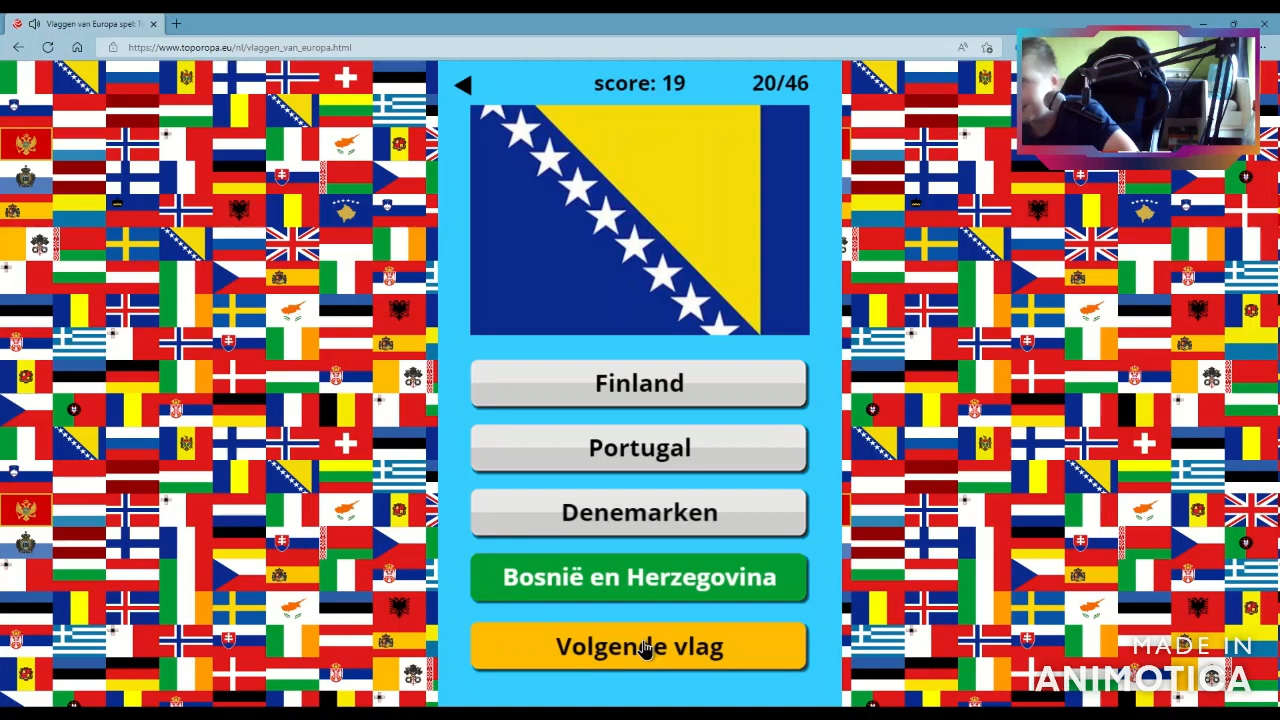 Vlaggen van Europa spel:
https://www.toporopa.eu/nl/vlaggen_van_europa.html
score: 19
20/46
Finland
Portugal
Denemarken
Bosnië en Herzegovina
Volgende vlag
MADE IN
ANIMOTICA